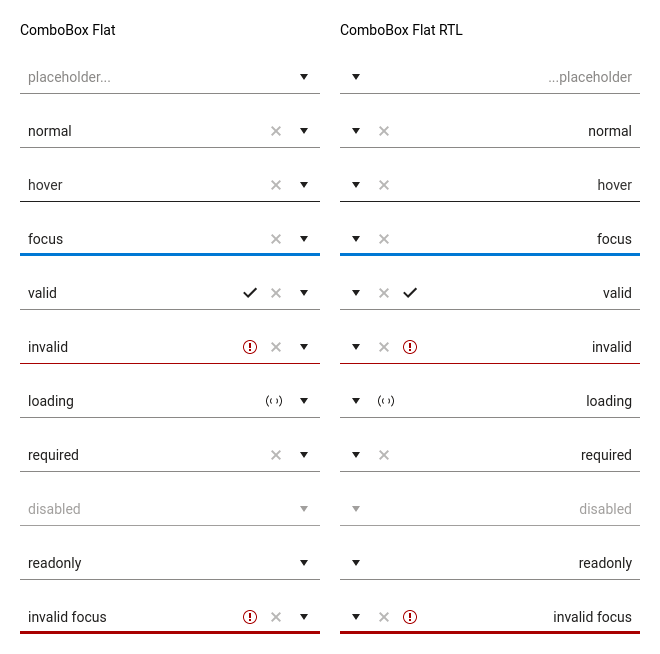 ComboBox Flat
placeholder...
normal
hover
focus
valid
invalid
loading
required
disabled
readonly
invalid focus
ComboBox Flat RTL
...placeholder
normal
hover
focus
valid
invalid
loading
required
disabled
readonly
invalid focus